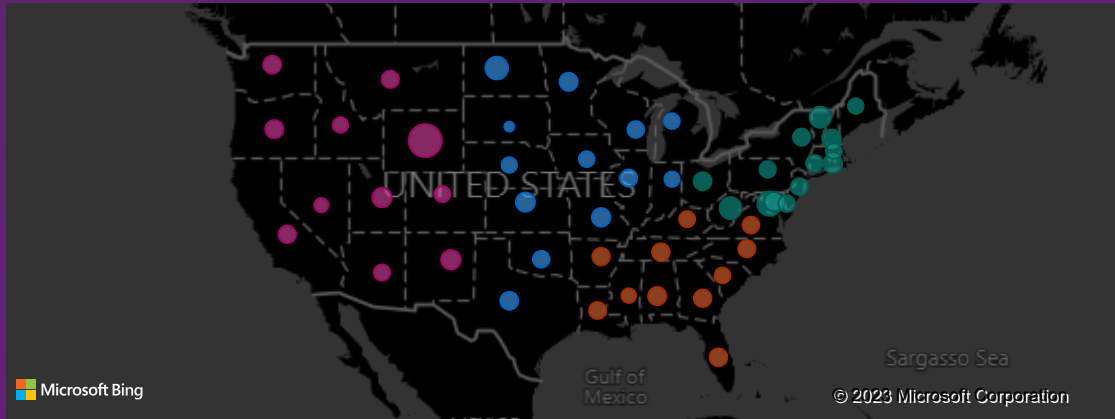 UNITED STATES
Sargasso Sea
Gulf of
Mexico
Microsoft Bing
© 2023 Microsoft Corporation